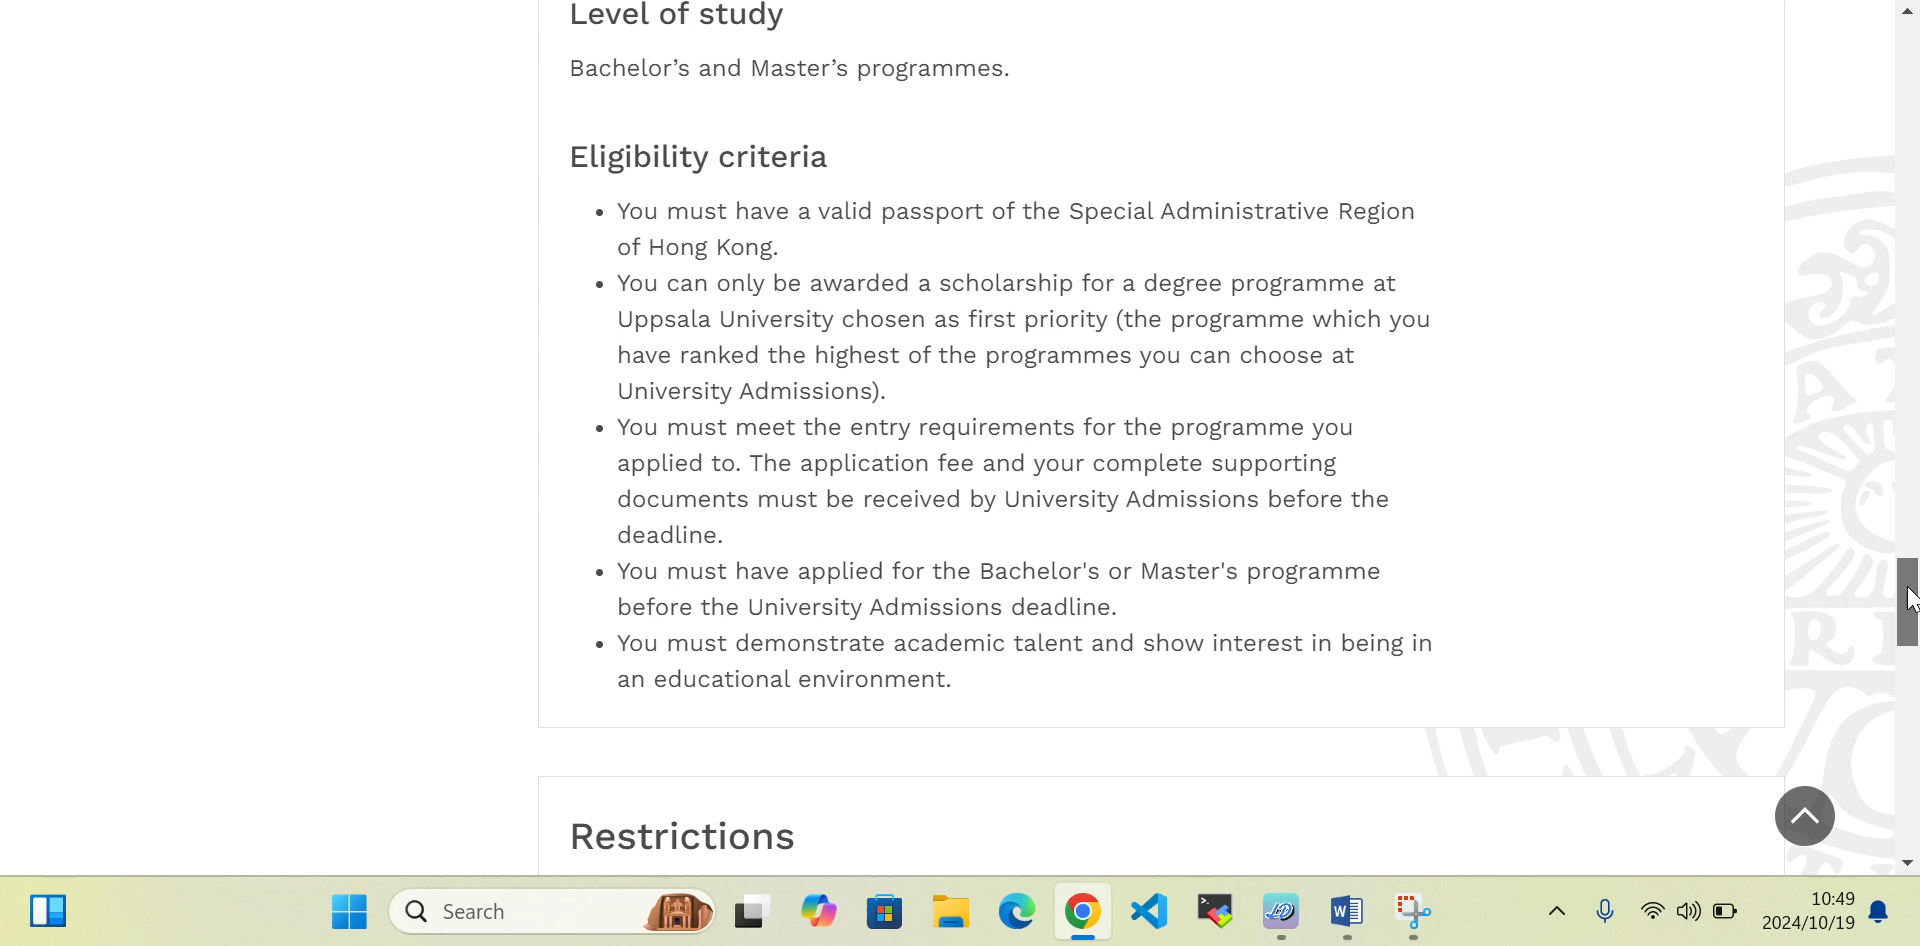 Level of study
Bachelor’s and Master’s programmes.
Eligibility criteria
• You must have a valid passport of the Special Administrative Region
of Hong Kong.
• You can only be awarded a scholarship for a degree programme at
Uppsala University chosen as first priority (the programme which you
have ranked the highest of the programmes you can choose at
University Admissions).
• You must meet the entry requirements for the programme you
applied to. The application fee and your complete supporting
documents must be received by University Admissions before the
deadline.
• You must have applied for the Bachelor's or Master's programme
before the University Admissions deadline.
• You must demonstrate academic talent and show interest in being in
an educational environment.
Restrictions
Search
10:49
2024/10/19